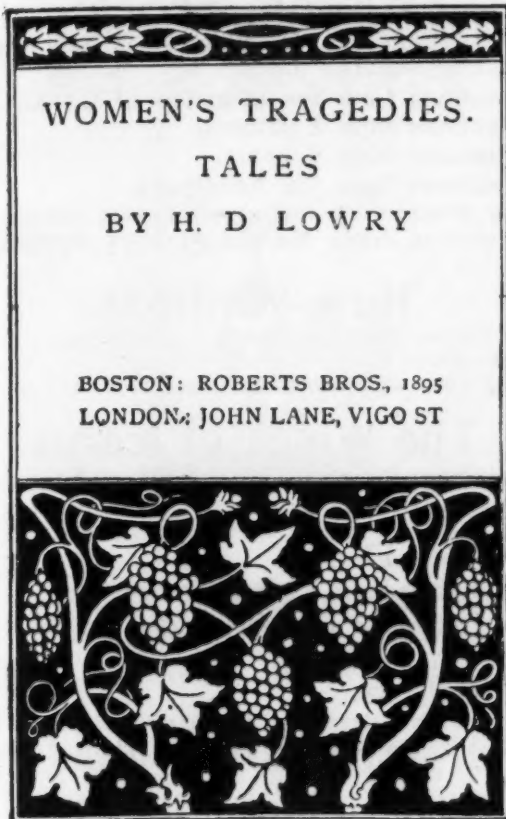 WOMEN'S TRAGEDIES.
TALES
BY H. D LOWRY
BOSTON: ROBERTS BROS., 1895
LONDON: JOHN LANE, VIGO ST